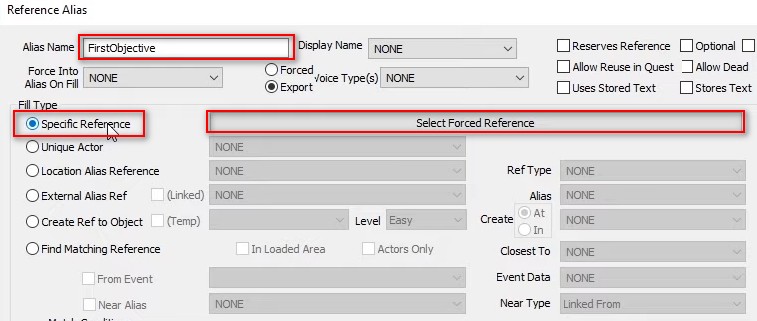 Reference Alias
Alias Name FirstObjective Display Name NONE Reserves Reference Optional
Force Into Alias On Fill NONE Forced Export Voice Type(s) NONE Allow Reuse in Quest Allow Dead
Uses Stored Text Stores Text
Fill Type
Specific Reference Select Forced Reference
Unique Actor NONE
Location Alias Reference NONE Ref Type NONE
External Alias Ref (Linked) NONE Alias NONE
Create Ref to Object (Temp) Level Easy Create At In NONE
Find Matching Reference In Loaded Area Actors Only Closest To NONE
From Event Event Data NONE
Near Alias NONE Near Type Linked From